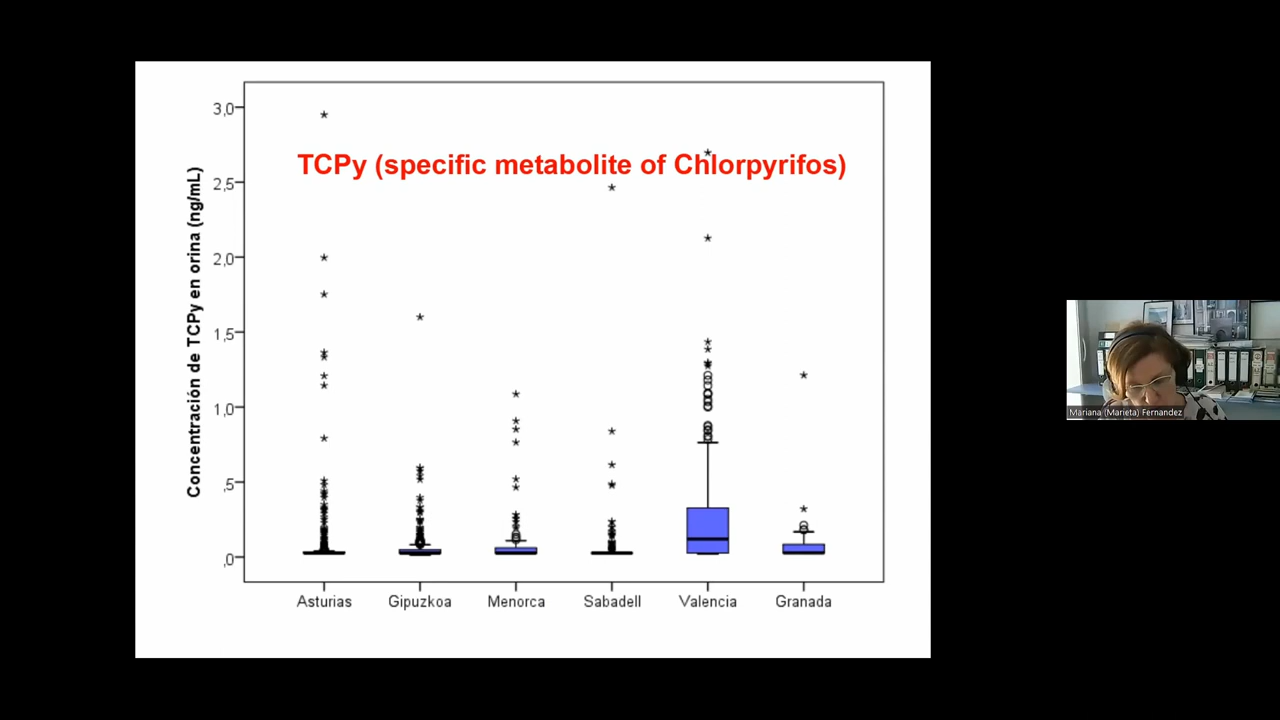 TCPy (specific metabolite of Chlorpyrifos)
Concentración de TCPy en orina (ng/mL)
3,0
2,5
2,0
1,5
1,0
,5
,0
Asturias Gipuzkoa Menorca Sabadell Valencia Granada
Mariana (Marieta) Fernandez